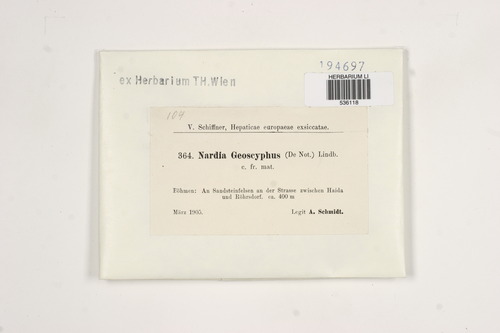 194697
ex Herbarium TH.Wien
HERBARIUM LI
536118
104
V. Schiffner, Hepaticae europaeae exsiccatae.
364. Nardia Geoscyphus (De Not.) Lindb.
c. fr. mat.
Böhmen: An Sandsteinfelsen an der Strasse zwischen Haida
und Röhrsdorf. ca. 400 m
März 1905. Legit A. Schmidt.